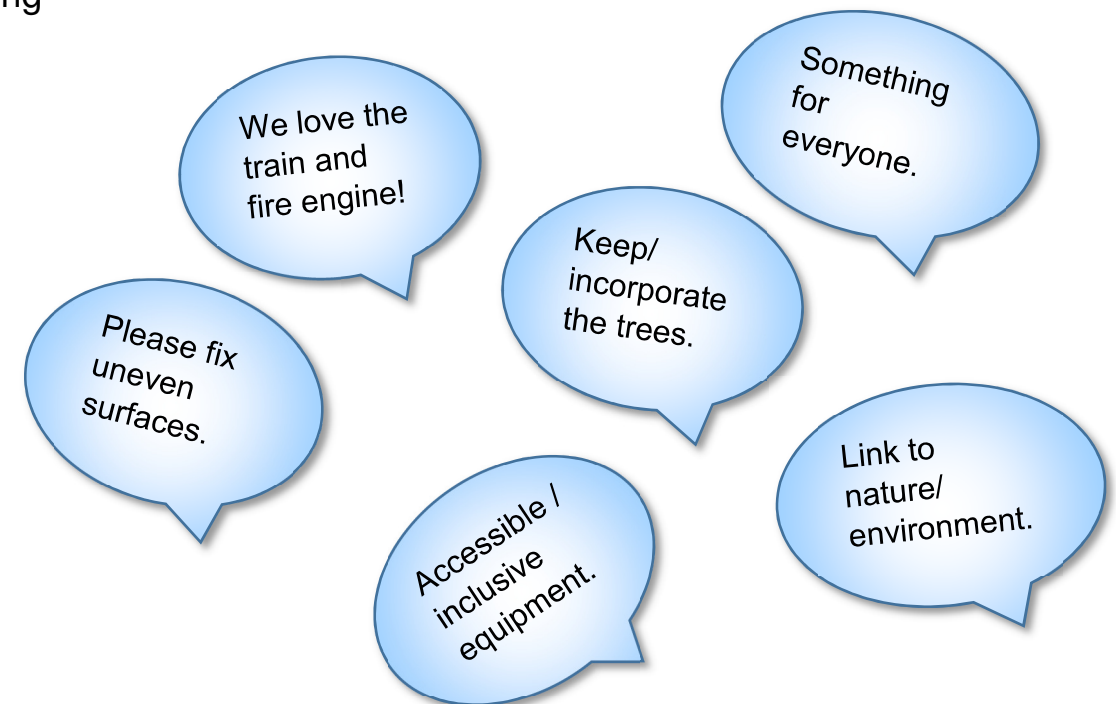 ng
We love the
train and
fire engine!
Something
for
everyone.
Keep/
incorporate
the trees.
Please fix
uneven
surfaces.
Link to
nature/
environment.
Accessible /
inclusive
equipment.